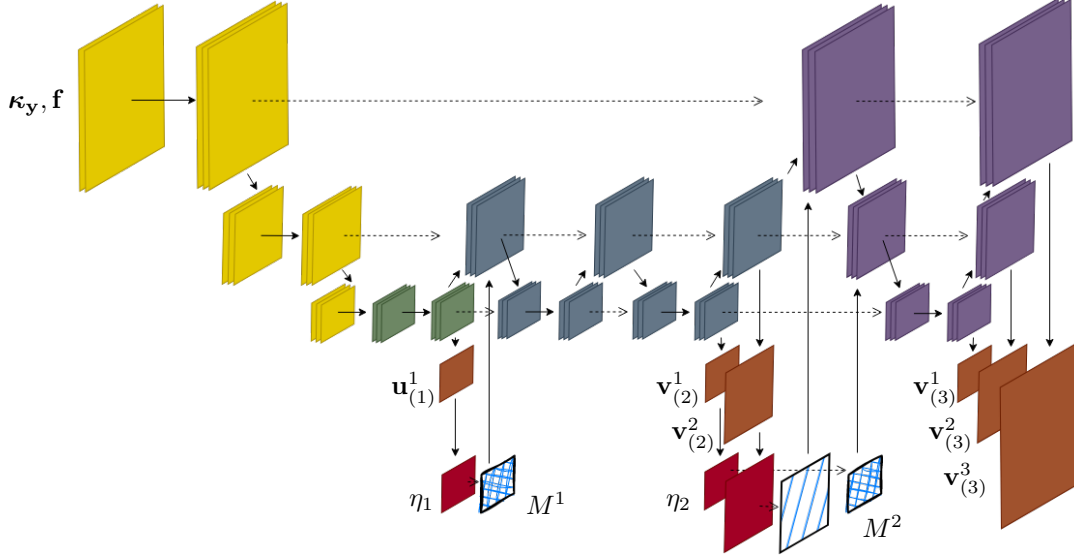 κ_y, f
u^1_(1)
v^1_(2)
v^1_(3)
v^2_(2)
v^2_(3)
v^3_(3)
η_1
M^1
η_2
M^2